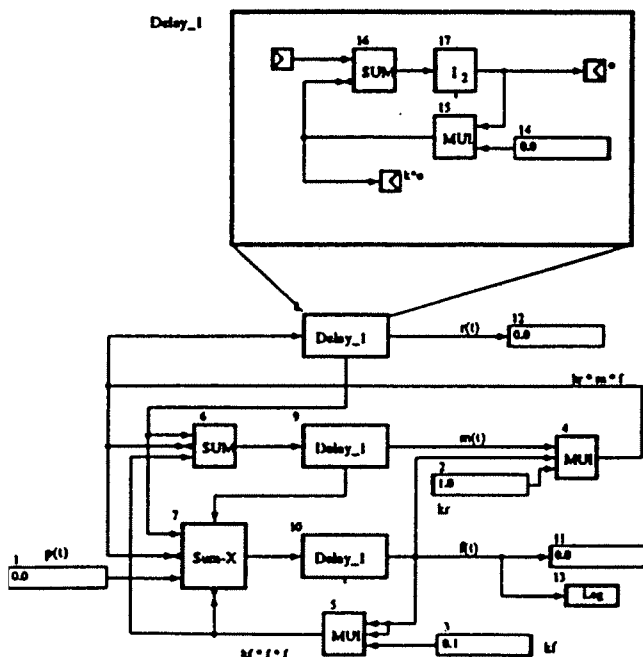 Delay_1
16
17
SUM
I 2
o
15
14
MUL
0.0
k*o
12
Delay_1
r(t)
0.0
kr * m * f
6
9
4
SUM
Delay_1
m(t)
MUL
2
1.0
kr
7
10
11
1
p(t)
Sum-X
Delay_1
f(t)
0.0
0.0
13
Log
5
3
MUL
0.1
kf
kf * f * f